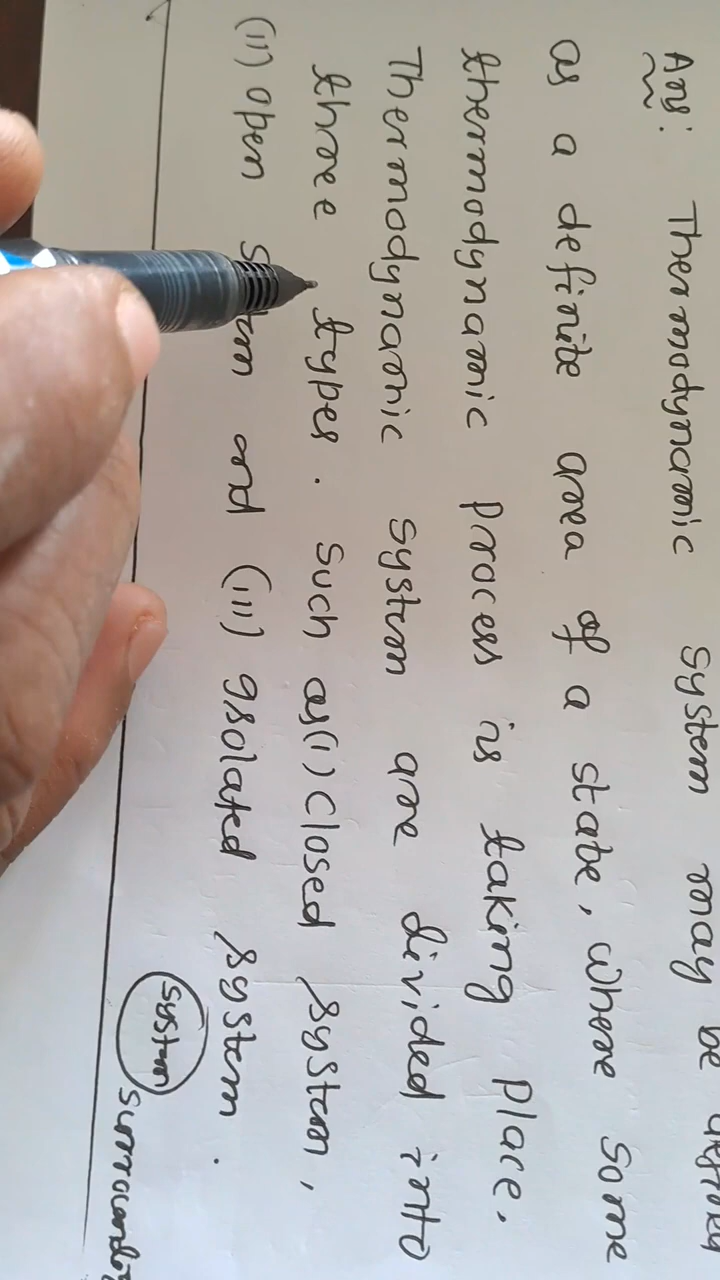 Ans: Thermodynamic system may be
as a definite area of a state, where some
thermodynamic process is taking place.
Thermodynamic system are divided into
three types. Such as (i) Closed system,
(ii) open and (iii) Isolated system.
system